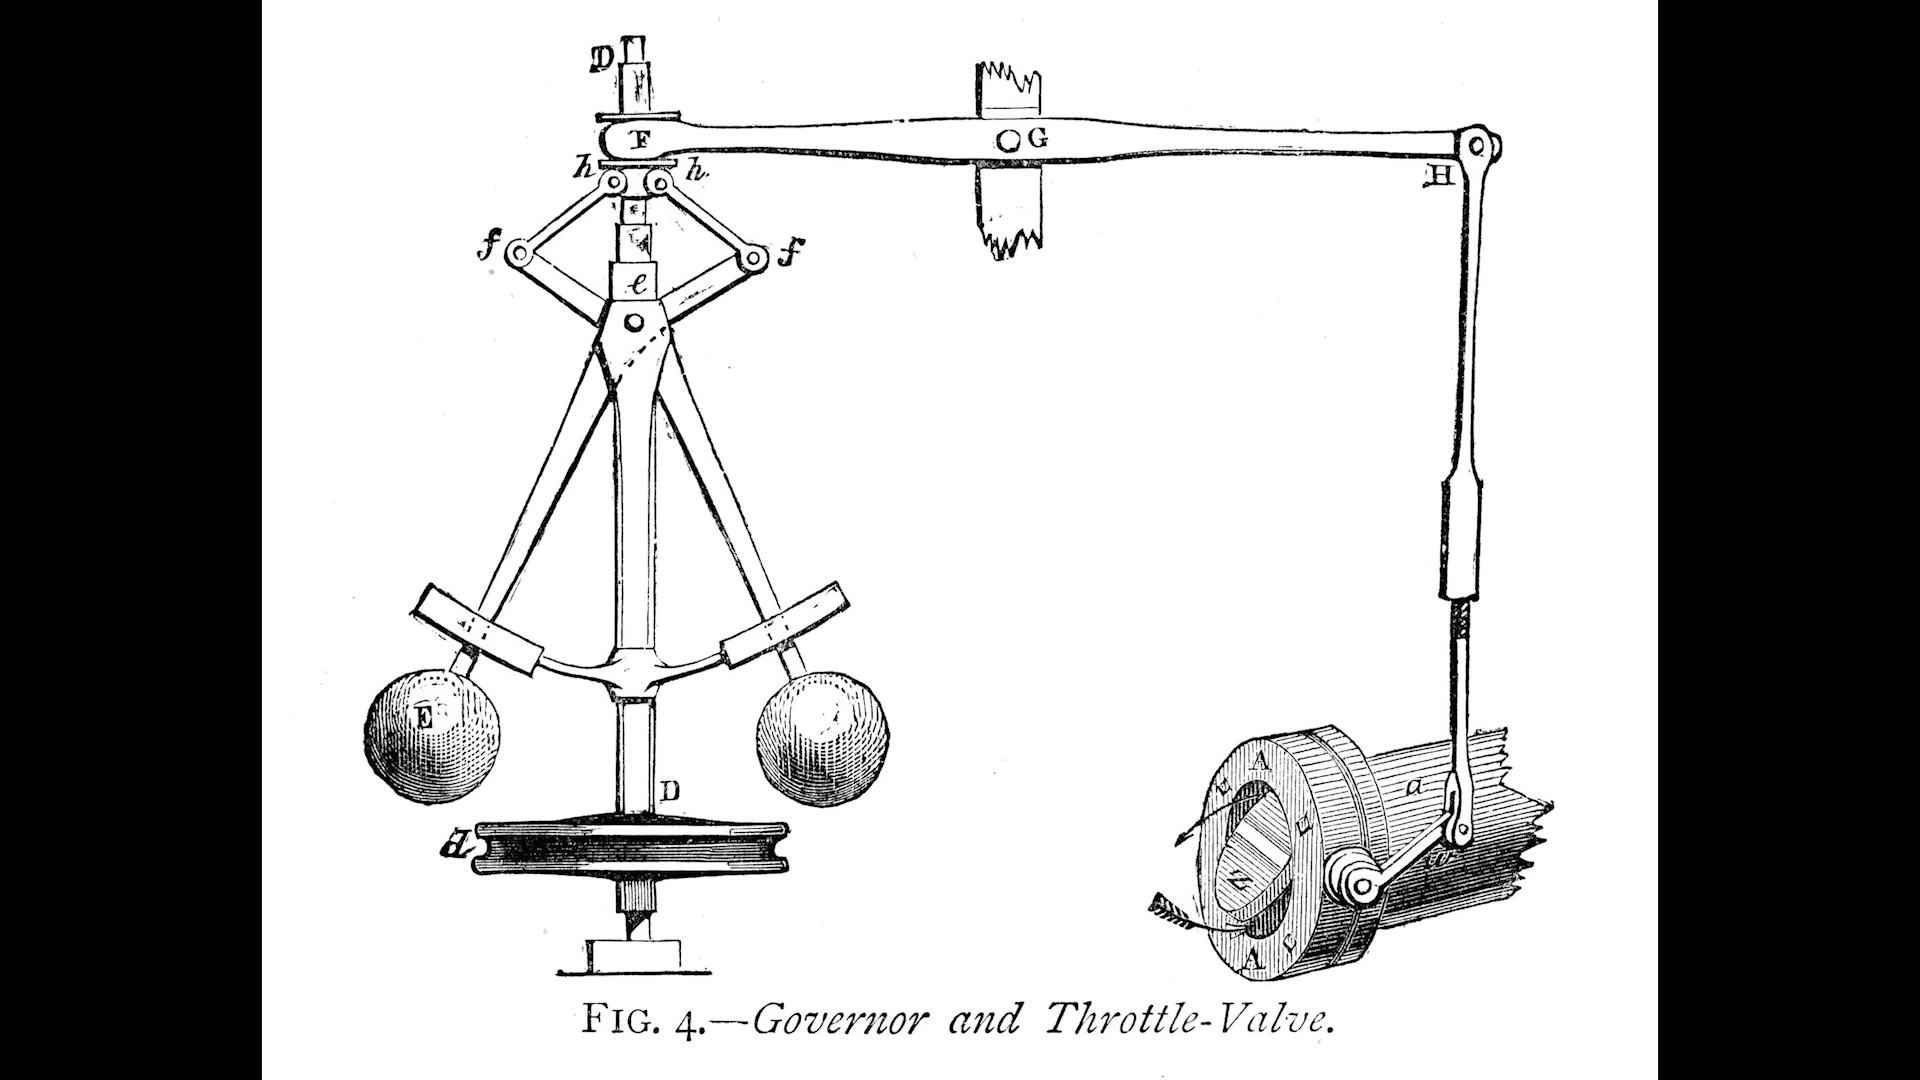 D
F
G
h
h.
H
f
f
e
E
D
d
A
a
w
Z
A
FIG. 4.—Governor and Throttle-Valve.